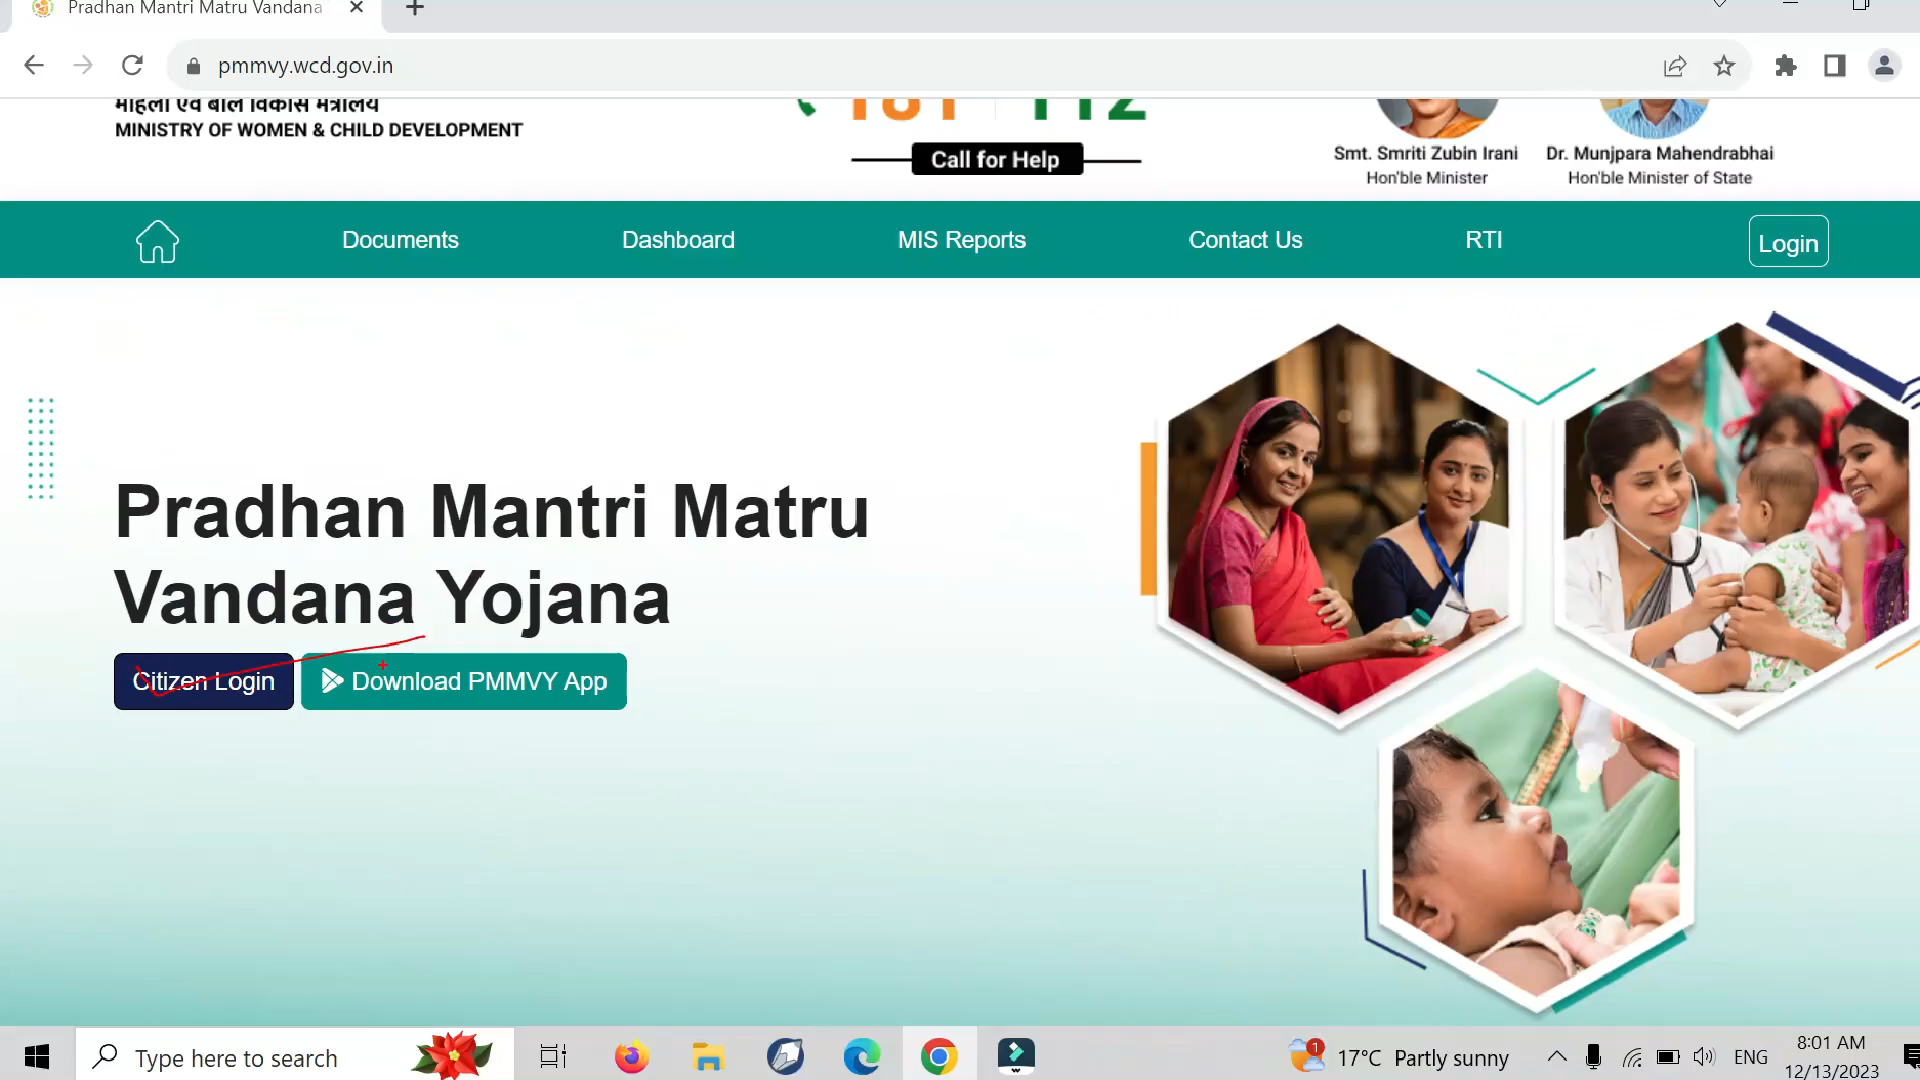 Pradhan Mantri Matru Vandana
pmmvy.wcd.gov.in
महिला एवं बाल विकास मंत्रालय
MINISTRY OF WOMEN & CHILD DEVELOPMENT
181 112
Call for Help
Smt. Smriti Zubin Irani
Hon'ble Minister
Dr. Munjpara Mahendrabhai
Hon'ble Minister of State
Documents Dashboard MIS Reports Contact Us RTI Login
Pradhan Mantri Matru
Vandana Yojana
Citizen Login Download PMMVY App
Type here to search
1 17°C Partly sunny ENG
8:01 AM
12/13/2023